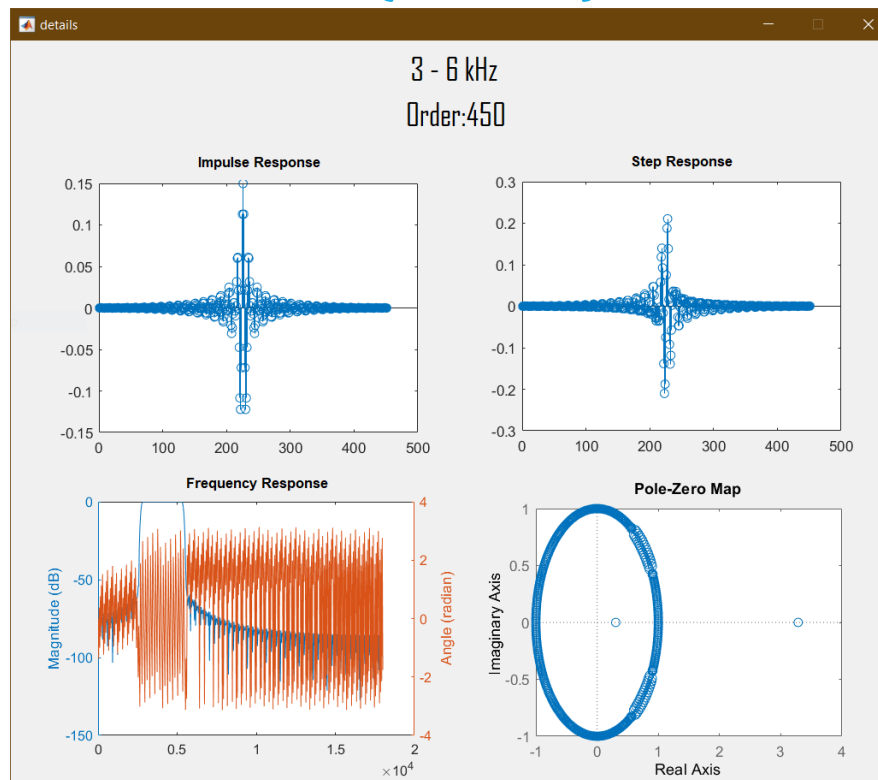 details
3 - 6 kHz
Order:450
Impulse Response
0.15
0.1
0.05
0
-0.05
-0.1
-0.15
0 100 200 300 400 500
Step Response
0.3
0.2
0.1
0
-0.1
-0.2
-0.3
0 100 200 300 400 500
Frequency Response
Magnitude (dB)
0
-50
-100
-150
0 0.5 1 1.5 2
×10⁴
4
2
0
-2
-4
Angle (radian)
Pole-Zero Map
Imaginary Axis
1
0.5
0
-0.5
-1
-1 0 1 2 3 4
Real Axis